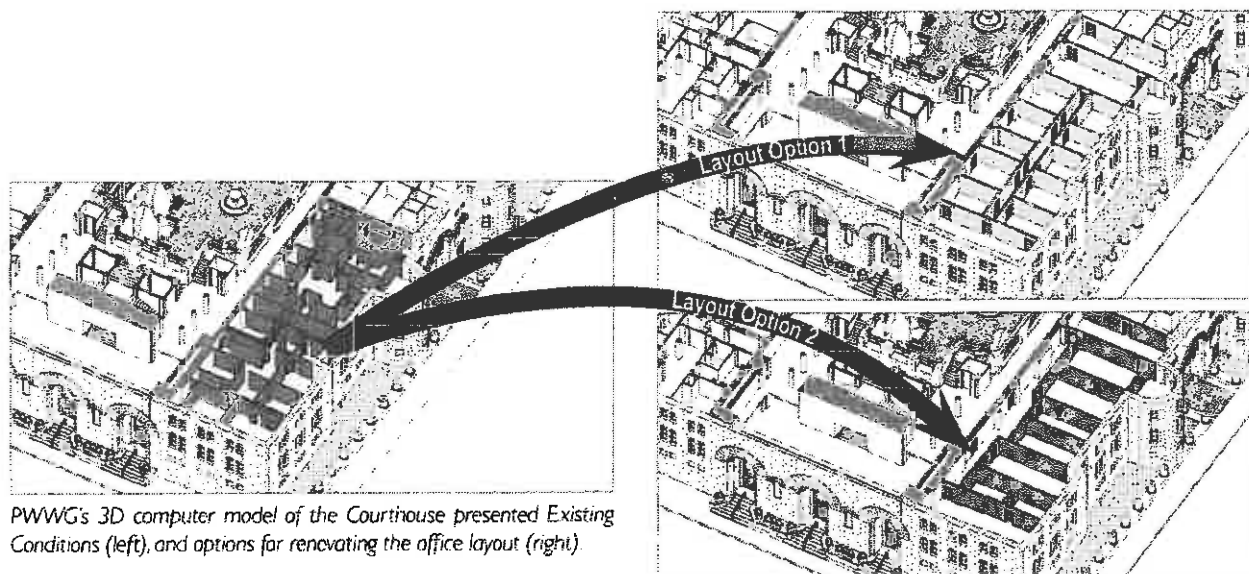 Layout Option 1
Layout Option 2
PWWG's 3D computer model of the Courthouse presented Existing
Conditions (left), and options for renovating the office layout (right).